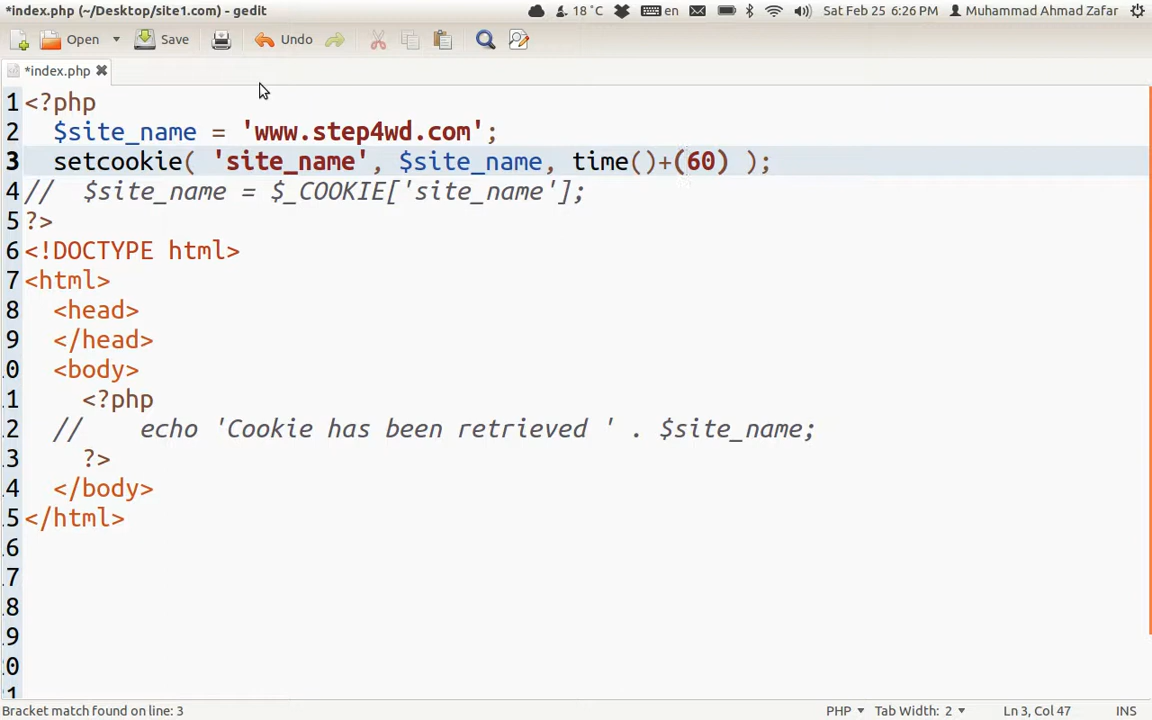 *index.php (~/Desktop/site1.com) - gedit
18 °C en Sat Feb 25 6:26 PM Muhammad Ahmad Zafar
Open Save Undo
*index.php
1 <?php
2 $site_name = 'www.step4wd.com';
3 setcookie( 'site_name', $site_name, time()+(60) );
4 // $site_name = $_COOKIE['site_name'];
5 ?>
6 <!DOCTYPE html>
7 <html>
8 <head>
9 </head>
0 <body>
1 <?php
2 // echo 'Cookie has been retrieved ' . $site_name;
3 ?>
4 </body>
5 </html>
6
7
8
9
0
1
Bracket match found on line: 3 PHP Tab Width: 2 Ln 3, Col 47 INS